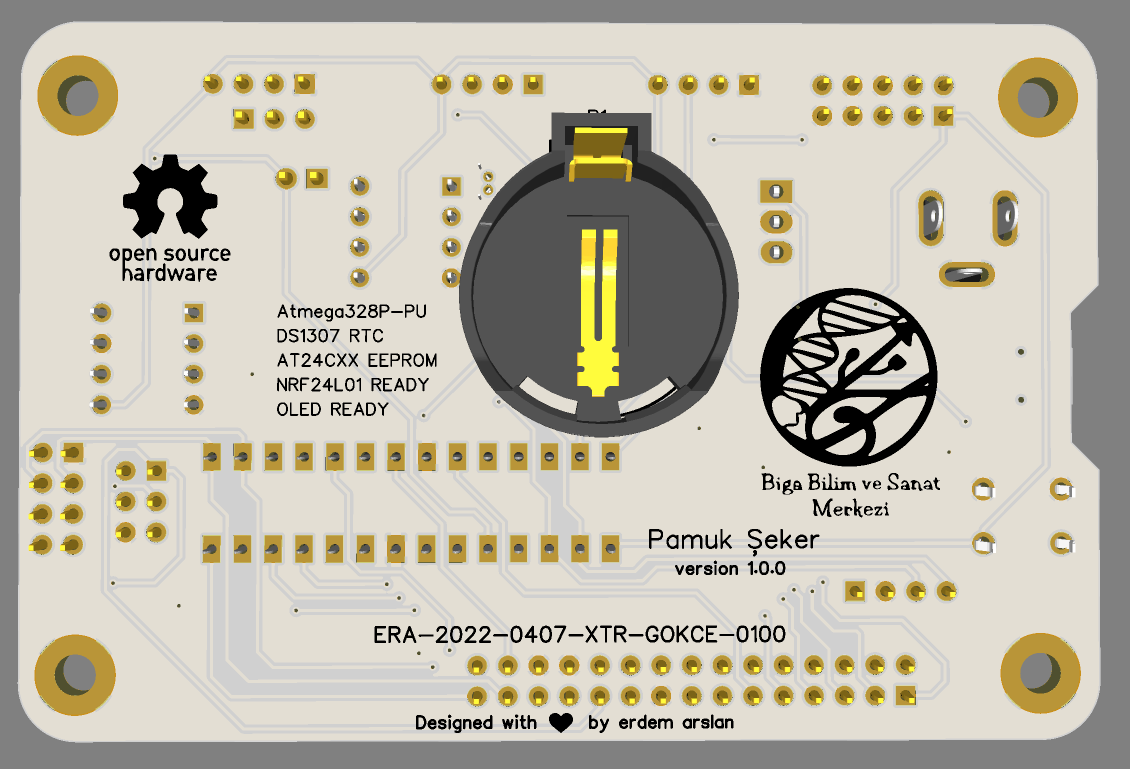 open source
hardware
Atmega328P-PU
DS1307 RTC
AT24CXX EEPROM
NRF24L01 READY
OLED READY
Biga Bilim ve Sanat
Merkezi
Pamuk Şeker
version 1.0.0
ERA-2022-0407-XTR-GOKCE-0100
Designed with ♥ by erdem arslan